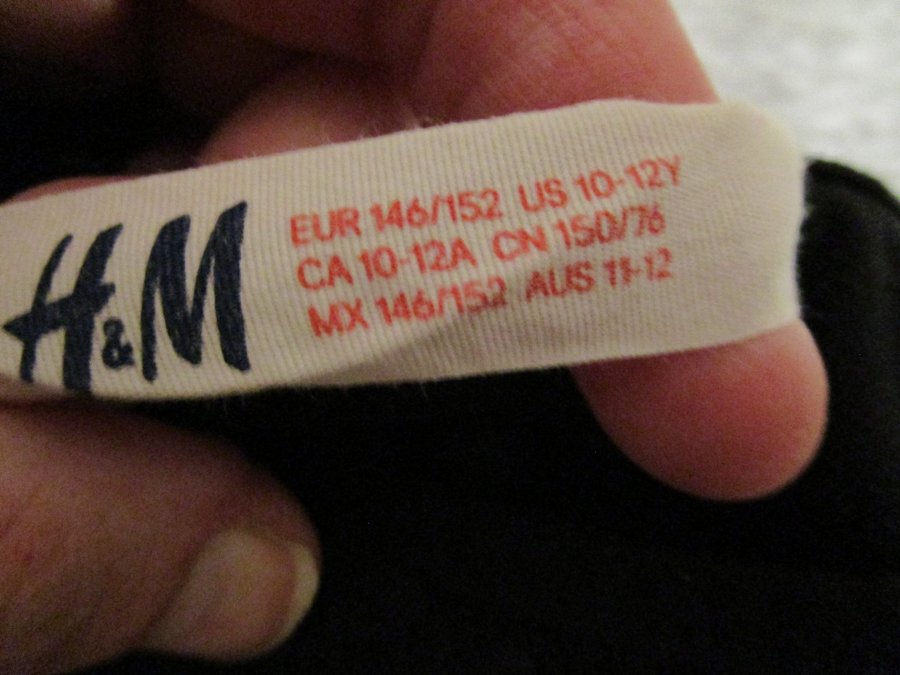 H&M
EUR 146/152 US 10-12Y
CA 10-12A CN 150/76
MX 146/152 AUS 11-12